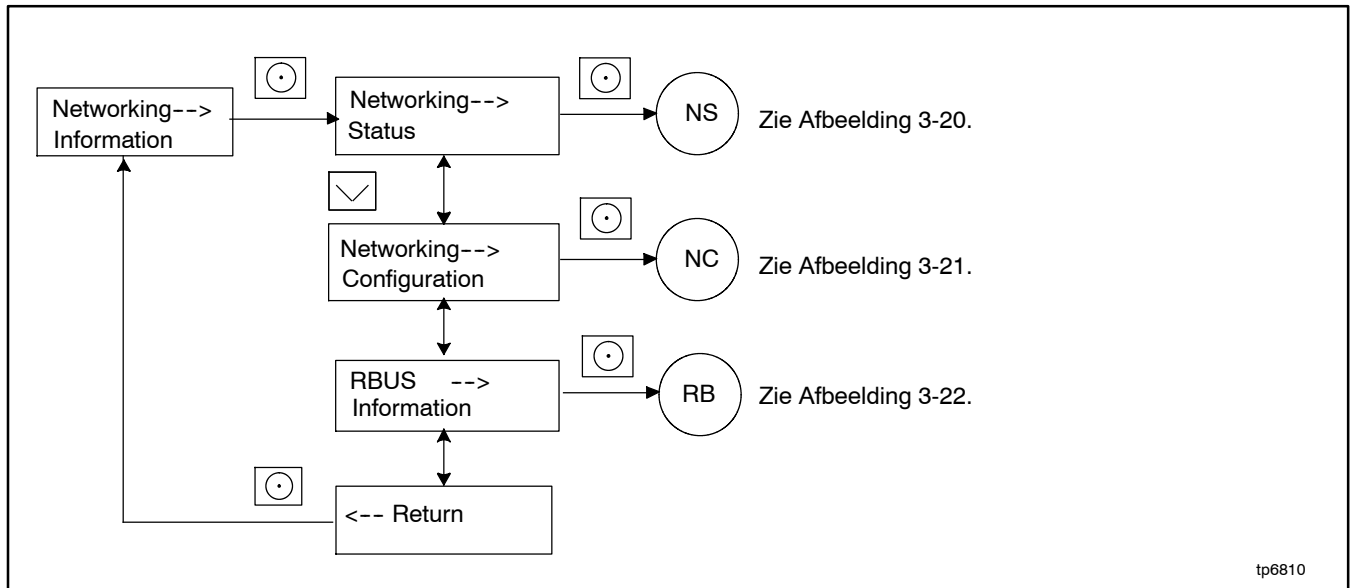 Networking-->
Information
Networking-->
Status
NS
Zie Afbeelding 3-20.
Networking-->
Configuration
NC
Zie Afbeelding 3-21.
RBUS -->
Information
RB
Zie Afbeelding 3-22.
<-- Return
tp6810